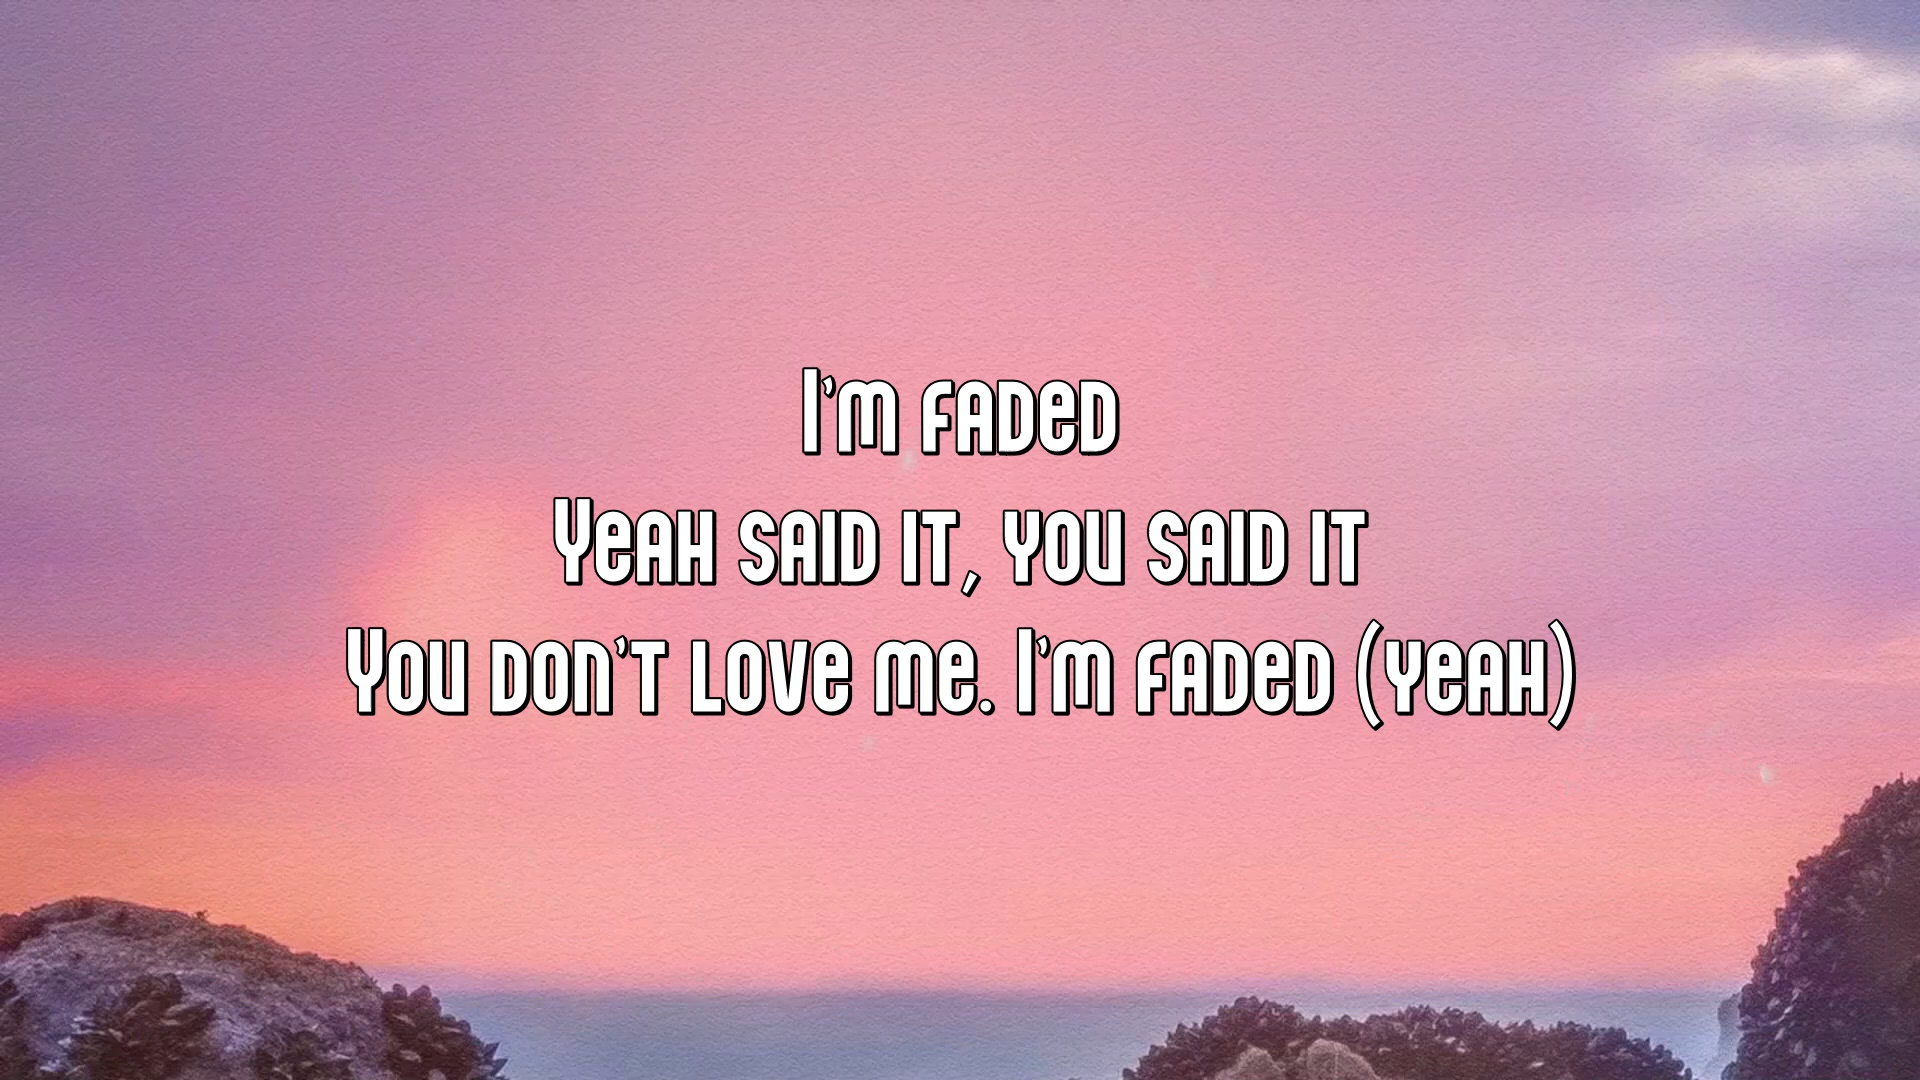 I'm faded
Yeah said it, you said it
You don't love me. I'm faded (yeah)